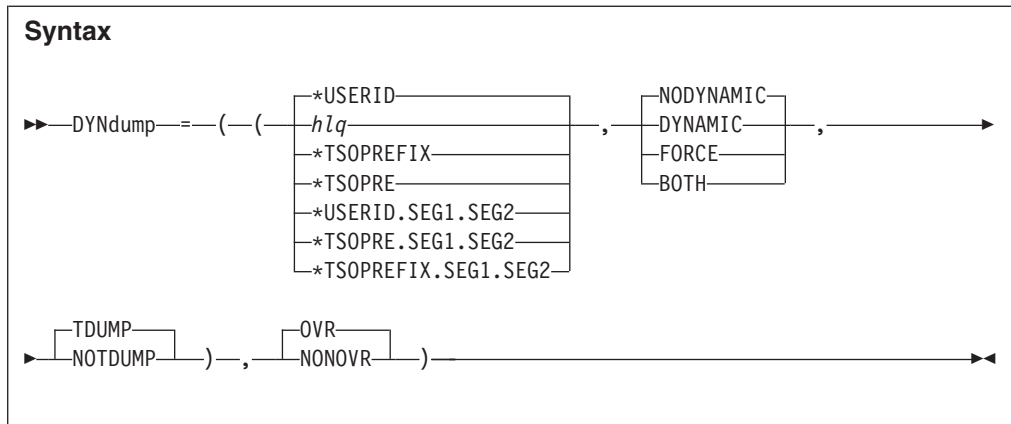 Syntax
*USERID NODYNAMIC
DYNdump = ( ( hlq , DYNAMIC ,
*TSOPREFIX FORCE
*TSOPRE BOTH
*USERID.SEG1.SEG2
*TSOPRE.SEG1.SEG2
*TSOPREFIX.SEG1.SEG2
TDUMP OVR
NOTDUMP ) , NONOVR )